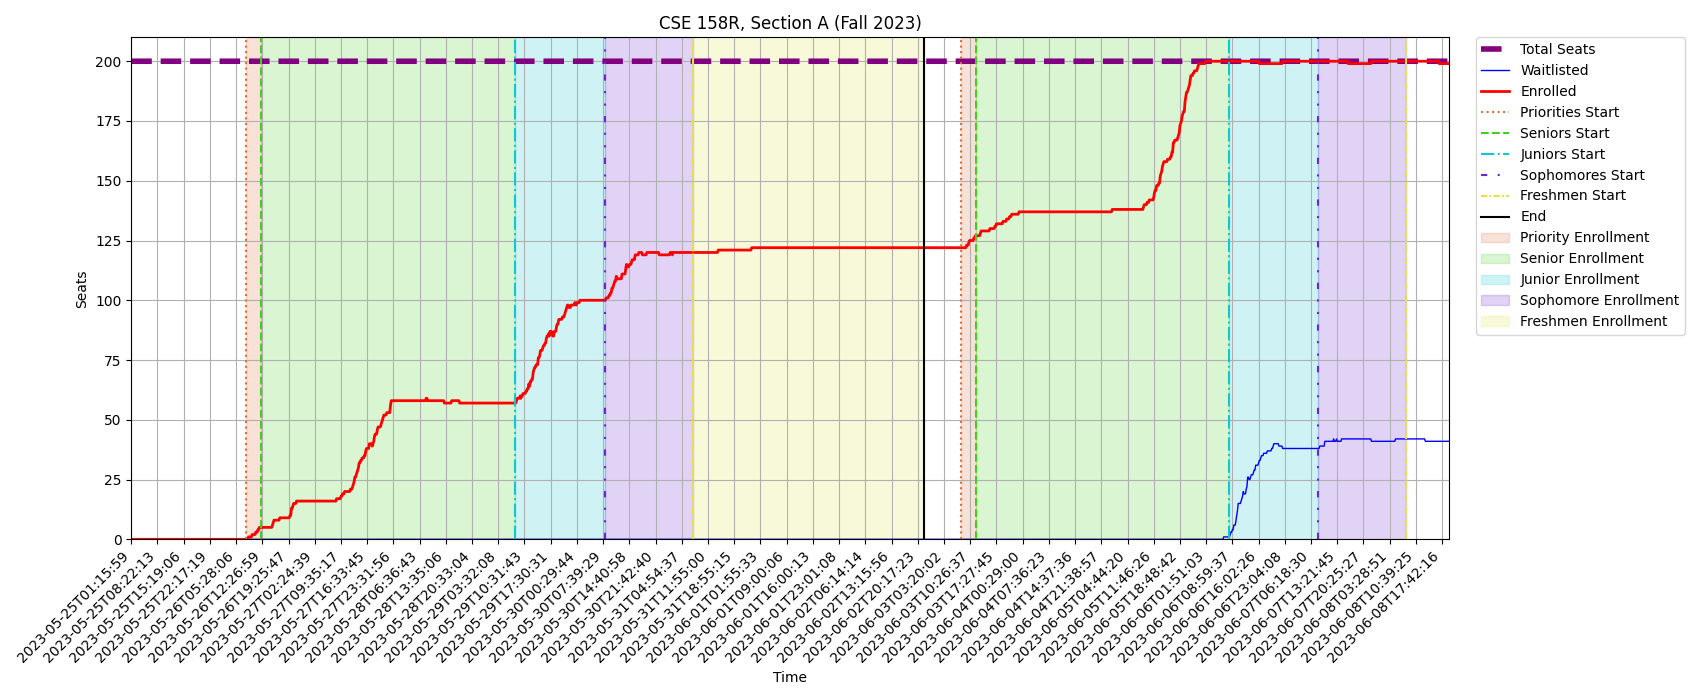 CSE 158R, Section A (Fall 2023)
Seats
200
175
150
125
100
75
50
25
0
2023-05-25T01:15:59
2023-05-25T08:22:13
2023-05-25T15:19:06
2023-05-25T22:17:19
2023-05-26T05:28:06
2023-05-26T12:26:59
2023-05-26T19:25:47
2023-05-27T02:24:39
2023-05-27T09:35:17
2023-05-27T16:33:45
2023-05-27T23:31:56
2023-05-28T06:36:43
2023-05-28T13:35:06
2023-05-28T20:33:04
2023-05-29T03:32:08
2023-05-29T10:31:43
2023-05-29T17:30:31
2023-05-30T00:29:44
2023-05-30T07:39:29
2023-05-30T14:40:58
2023-05-30T21:42:40
2023-05-31T04:54:37
2023-05-31T11:55:00
2023-05-31T18:55:15
2023-06-01T01:55:33
2023-06-01T09:00:06
2023-06-01T16:00:13
2023-06-01T23:01:08
2023-06-02T06:14:14
2023-06-02T13:15:56
2023-06-02T20:17:23
2023-06-03T03:20:02
2023-06-03T10:26:37
2023-06-03T17:27:45
2023-06-04T00:29:00
2023-06-04T07:36:23
2023-06-04T14:37:36
2023-06-04T21:38:57
2023-06-05T04:44:20
2023-06-05T11:46:26
2023-06-05T18:48:42
2023-06-06T01:51:03
2023-06-06T08:59:37
2023-06-06T16:02:26
2023-06-06T23:04:08
2023-06-07T06:18:30
2023-06-07T13:21:45
2023-06-07T20:25:27
2023-06-08T03:28:51
2023-06-08T10:39:25
2023-06-08T17:42:16
Time
Total Seats
Waitlisted
Enrolled
Priorities Start
Seniors Start
Juniors Start
Sophomores Start
Freshmen Start
End
Priority Enrollment
Senior Enrollment
Junior Enrollment
Sophomore Enrollment
Freshmen Enrollment